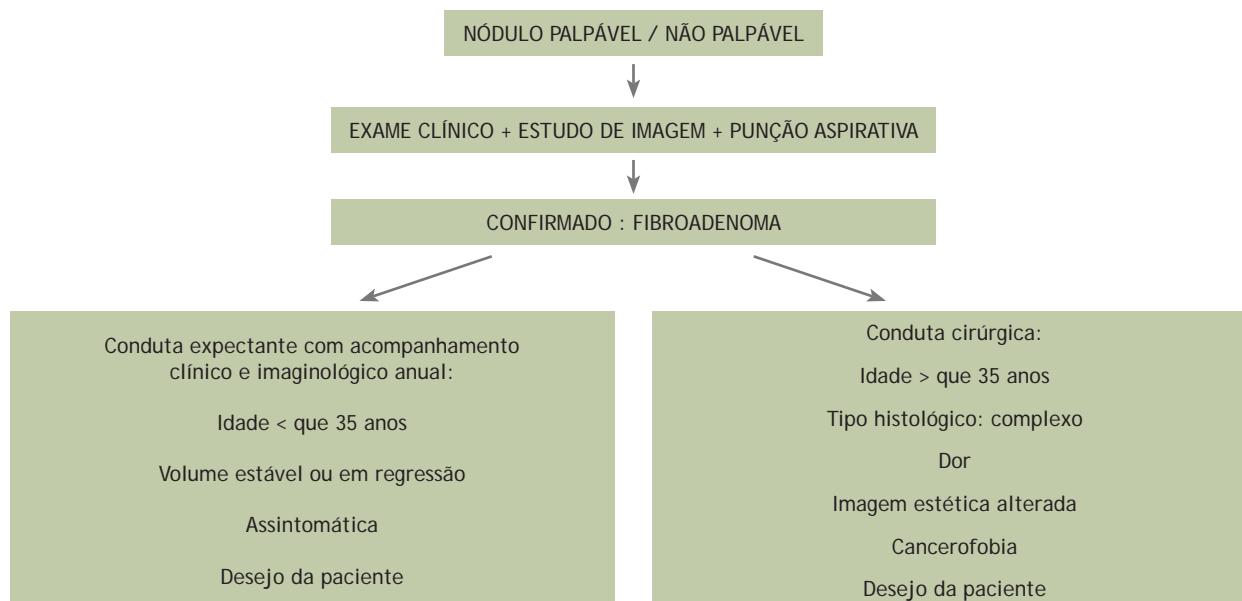 NÓDULO PALPÁVEL / NÃO PALPÁVEL
EXAME CLÍNICO + ESTUDO DE IMAGEM + PUNÇÃO ASPIRATIVA
CONFIRMADO : FIBROADENOMA
Conduta expectante com acompanhamento
clínico e imaginológico anual:
Idade < que 35 anos
Volume estável ou em regressão
Assintomática
Desejo da paciente
Conduta cirúrgica:
Idade > que 35 anos
Tipo histológico: complexo
Dor
Imagem estética alterada
Cancerofobia
Desejo da paciente